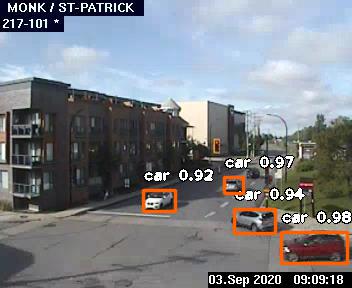 MONK / ST-PATRICK
217-101 *
car 0.97
car 0.92
car 0.94
car 0.98
03.Sep 2020 09:09:18